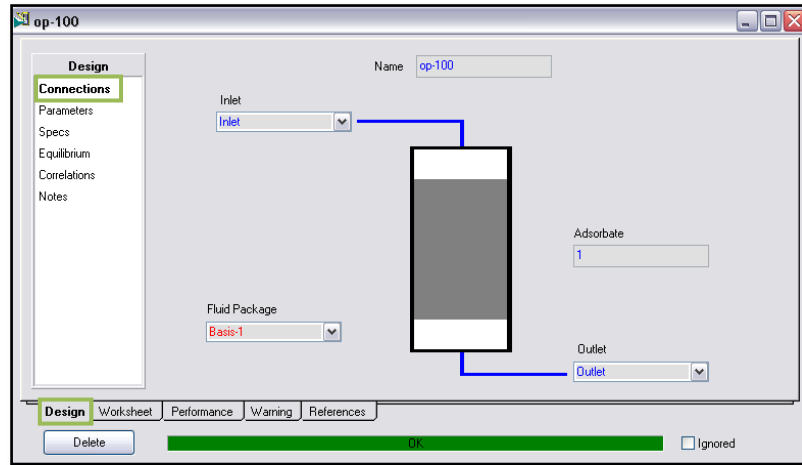 op-100
Design
Connections
Parameters
Specs
Equilibrium
Correlations
Notes
Name op-100
Inlet
Inlet
Adsorbate
1
Fluid Package
Basis-1
Outlet
Outlet
Design Worksheet Performance Warning References
Delete OK Ignored